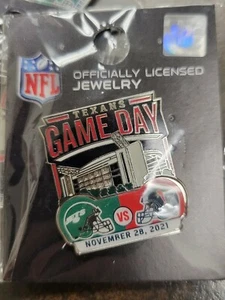 NFL
OFFICIALLY LICENSED
JEWELRY
TEXANS
GAME DAY
VS
NOVEMBER 28, 2021